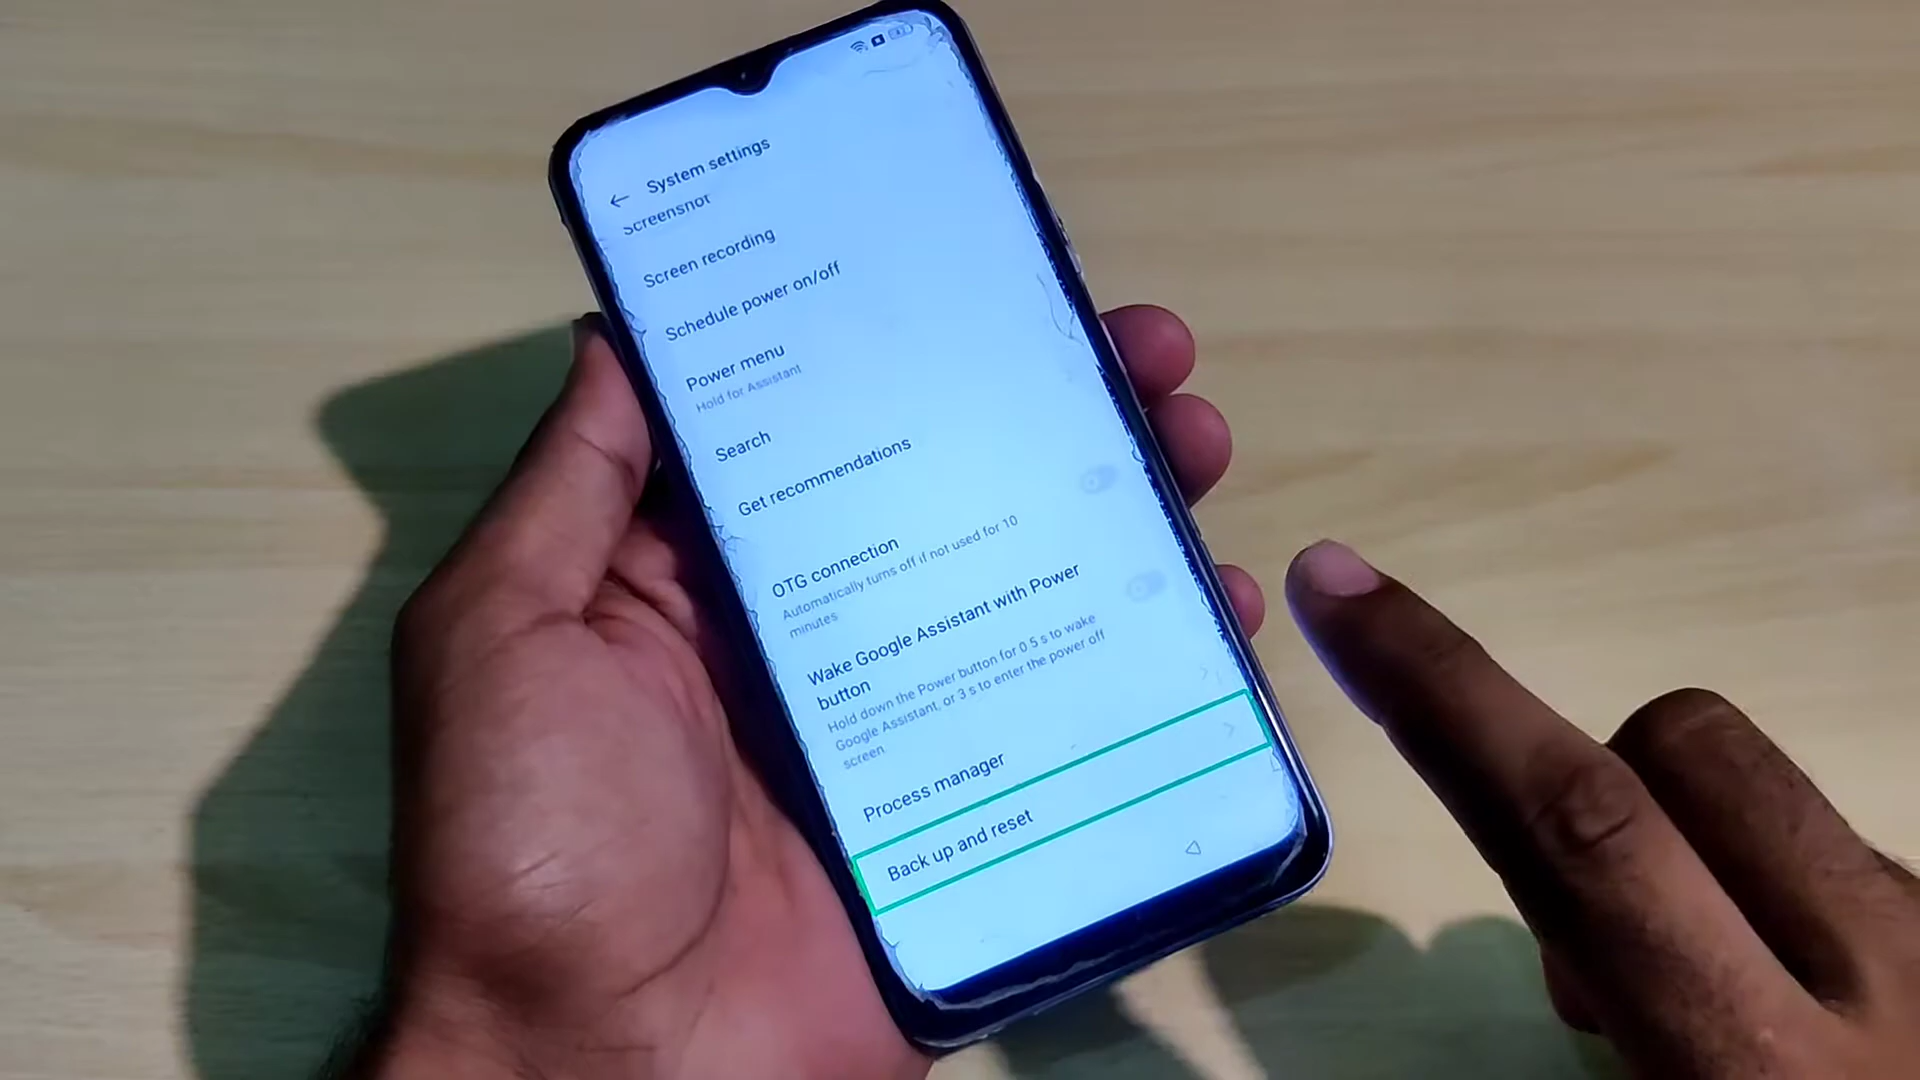 System settings
Screenshot
Screen recording
Schedule power on/off
Power menu
Hold for Assistant
Search
Get recommendations
OTG connection
Automatically turns off if not used for 10
minutes
Wake Google Assistant with Power
button
Hold down the Power button for 0.5 s to wake
Google Assistant, or 3 s to enter the power off
screen
Process manager
Back up and reset